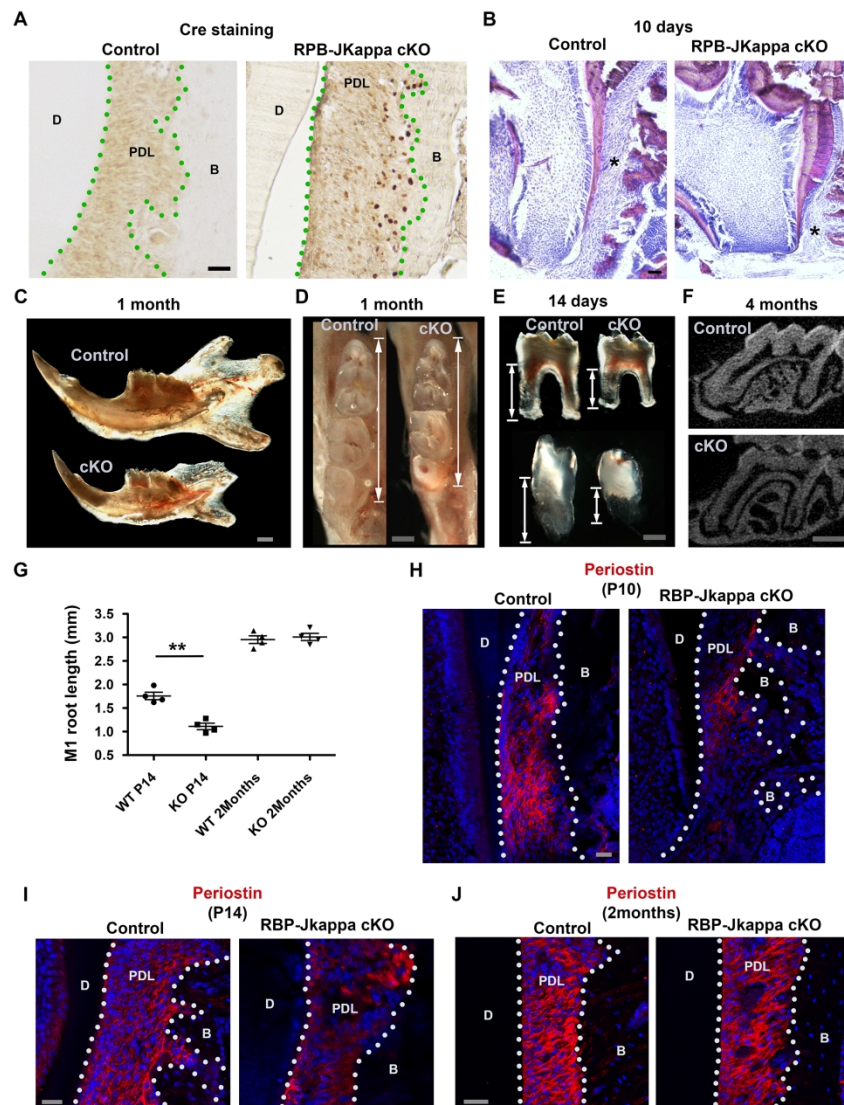 A
Cre staining
Control
RPB-JKappa cKO
D
PDL
B
D
PDL
B
B
10 days
Control
RPB-JKappa cKO
*
*
C
1 month
Control
cKO
D
1 month
Control
cKO
E
14 days
Control
cKO
F
4 months
Control
cKO
G
M1 root length (mm)
3.5
3.0
2.5
2.0
1.5
1.0
0.5
**
WT P14
KO P14
WT 2Months
KO 2Months
H
Periostin
(P10)
Control
RBP-Jkappa cKO
D
PDL
B
D
PDL
B
B
B
I
Periostin
(P14)
Control
RBP-Jkappa cKO
D
PDL
B
D
PDL
B
J
Periostin
(2months)
Control
RBP-Jkappa cKO
D
PDL
B
D
PDL
B